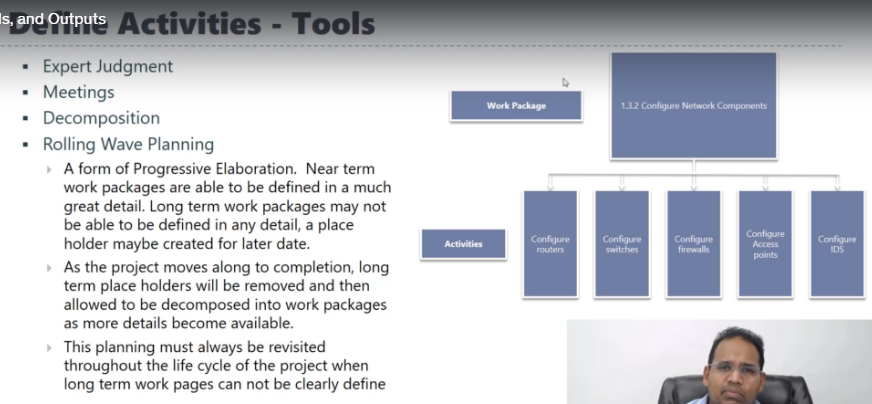 ls, and Outputs
Define Activities - Tools
Expert Judgment
Meetings
Decomposition
Rolling Wave Planning
A form of Progressive Elaboration. Near term
work packages are able to be defined in a much
great detail. Long term work packages may not
be able to be defined in any detail, a place
holder maybe created for later date.
As the project moves along to completion, long
term place holders will be removed and then
allowed to be decomposed into work packages
as more details become available.
This planning must always be revisited
throughout the life cycle of the project when
long term work pages can not be clearly define
Work Package
1.3.2 Configure Network Components
Activities
Configure
routers
Configure
switches
Configure
firewalls
Configure
Access
points
Configure
IDS